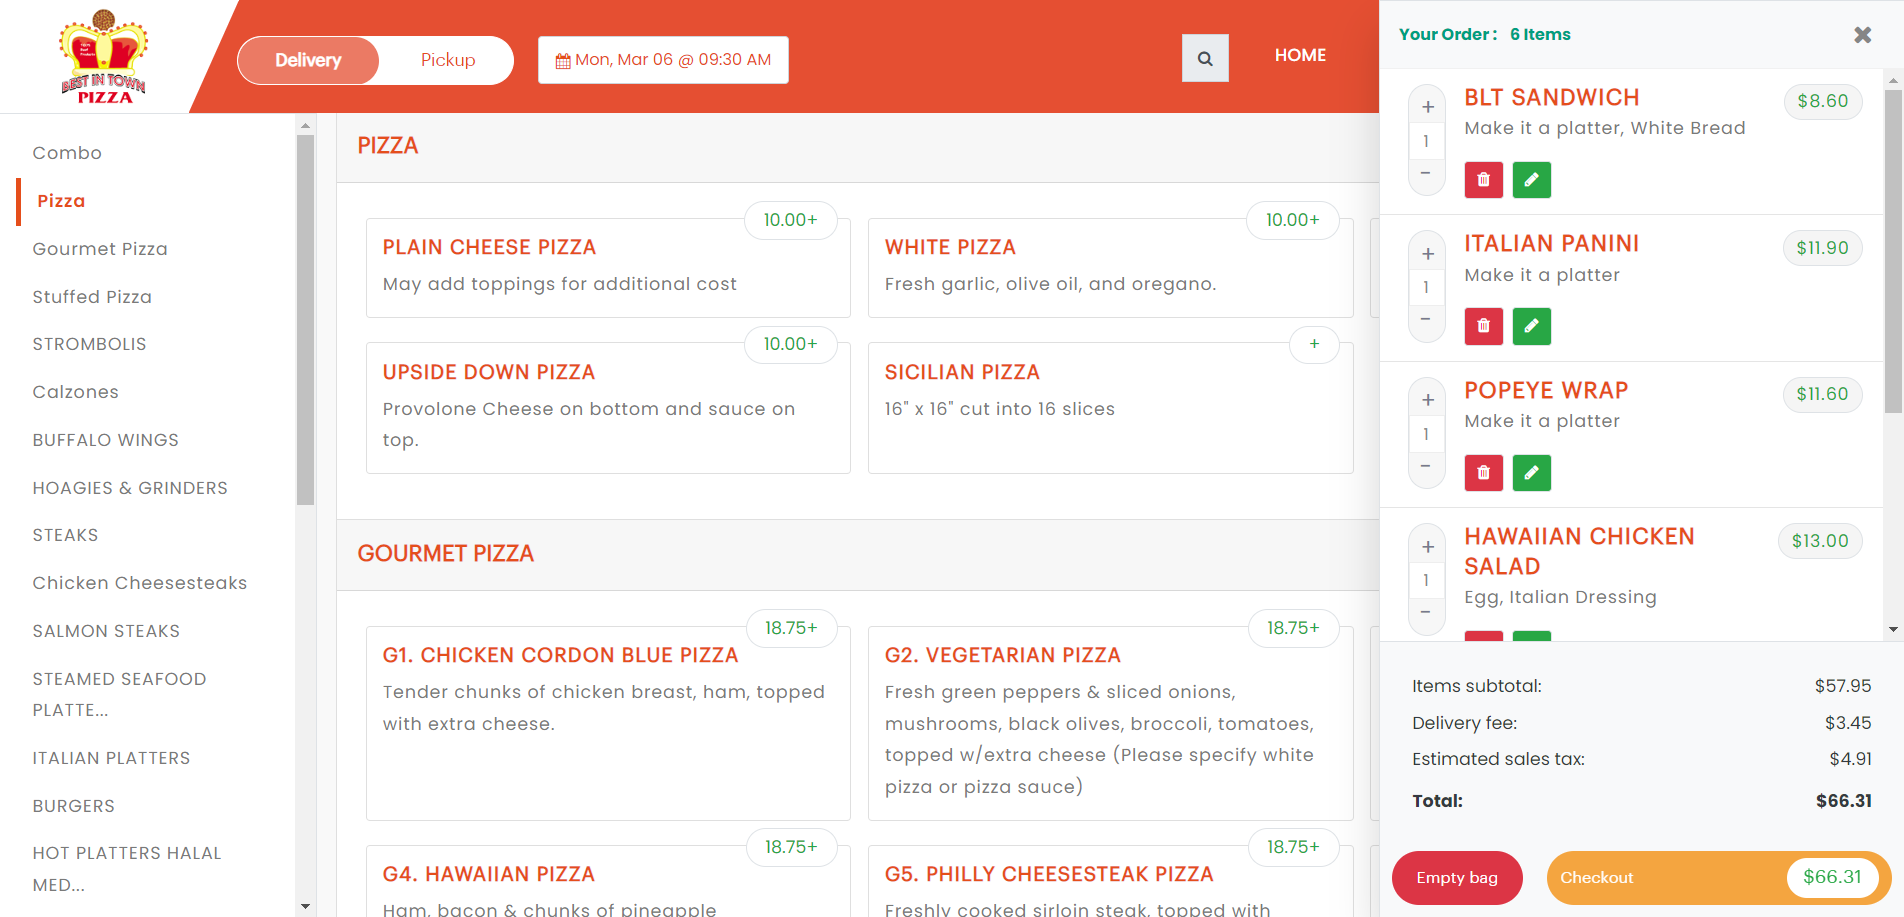 BEST IN TOWN
PIZZA
Delivery
Pickup
Mon, Mar 06 @ 09:30 AM
HOME
Combo
Pizza
Gourmet Pizza
Stuffed Pizza
STROMBOLIS
Calzones
BUFFALO WINGS
HOAGIES & GRINDERS
STEAKS
Chicken Cheesesteaks
SALMON STEAKS
STEAMED SEAFOOD
PLATTE...
ITALIAN PLATTERS
BURGERS
HOT PLATTERS HALAL
MED...
PIZZA
10.00+
PLAIN CHEESE PIZZA
May add toppings for additional cost
10.00+
WHITE PIZZA
Fresh garlic, olive oil, and oregano.
10.00+
UPSIDE DOWN PIZZA
Provolone Cheese on bottom and sauce on
top.
+
SICILIAN PIZZA
16" x 16" cut into 16 slices
GOURMET PIZZA
18.75+
G1. CHICKEN CORDON BLUE PIZZA
Tender chunks of chicken breast, ham, topped
with extra cheese.
18.75+
G2. VEGETARIAN PIZZA
Fresh green peppers & sliced onions,
mushrooms, black olives, broccoli, tomatoes,
topped w/extra cheese (Please specify white
pizza or pizza sauce)
18.75+
G4. HAWAIIAN PIZZA
Ham, bacon & chunks of pineapple
18.75+
G5. PHILLY CHEESESTEAK PIZZA
Freshly cooked sirloin steak, topped with
Your Order : 6 Items
+
1
−
BLT SANDWICH
$8.60
Make it a platter, White Bread
+
1
−
ITALIAN PANINI
$11.90
Make it a platter
+
1
−
POPEYE WRAP
$11.60
Make it a platter
+
1
−
HAWAIIAN CHICKEN
SALAD
$13.00
Egg, Italian Dressing
Items subtotal: $57.95
Delivery fee: $3.45
Estimated sales tax: $4.91
Total: $66.31
Empty bag
Checkout $66.31